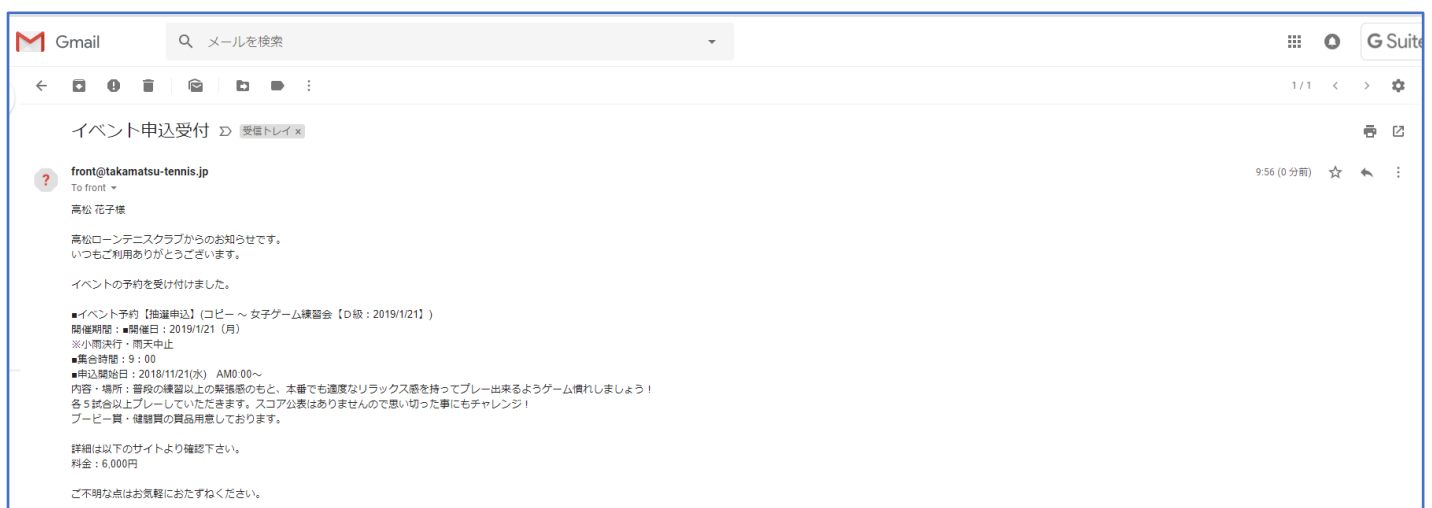 Gmail
メールを検索
G Suite
1 / 1
イベント申込受付
受信トレイ x
front@takamatsu-tennis.jp
9:56 (0 分前)
To front
高松 花子様
高松ローンテニスクラブからのお知らせです。
いつもご利用ありがとうございます。
イベントの予約を受け付けました。
■イベント予約【抽選申込】(コピー ～ 女子ゲーム練習会【Ｄ級：2019/1/21】)
開催期間：■開催日：2019/1/21（月）
※小雨決行・雨天中止
■集合時間：9：00
■申込開始日：2018/11/21(水)　AM0:00～
内容・場所：普段の練習以上の緊張感のもと、本番でも適度なリラックス感を持ってプレー出来るようゲーム慣れしましょう！
各５試合以上プレーしていただきます。スコア公表はありませんので思い切った事にもチャレンジ！
ブービー賞・健闘賞の賞品用意しております。
詳細は以下のサイトより確認下さい。
料金：6,000円
ご不明な点はお気軽におたずねください。